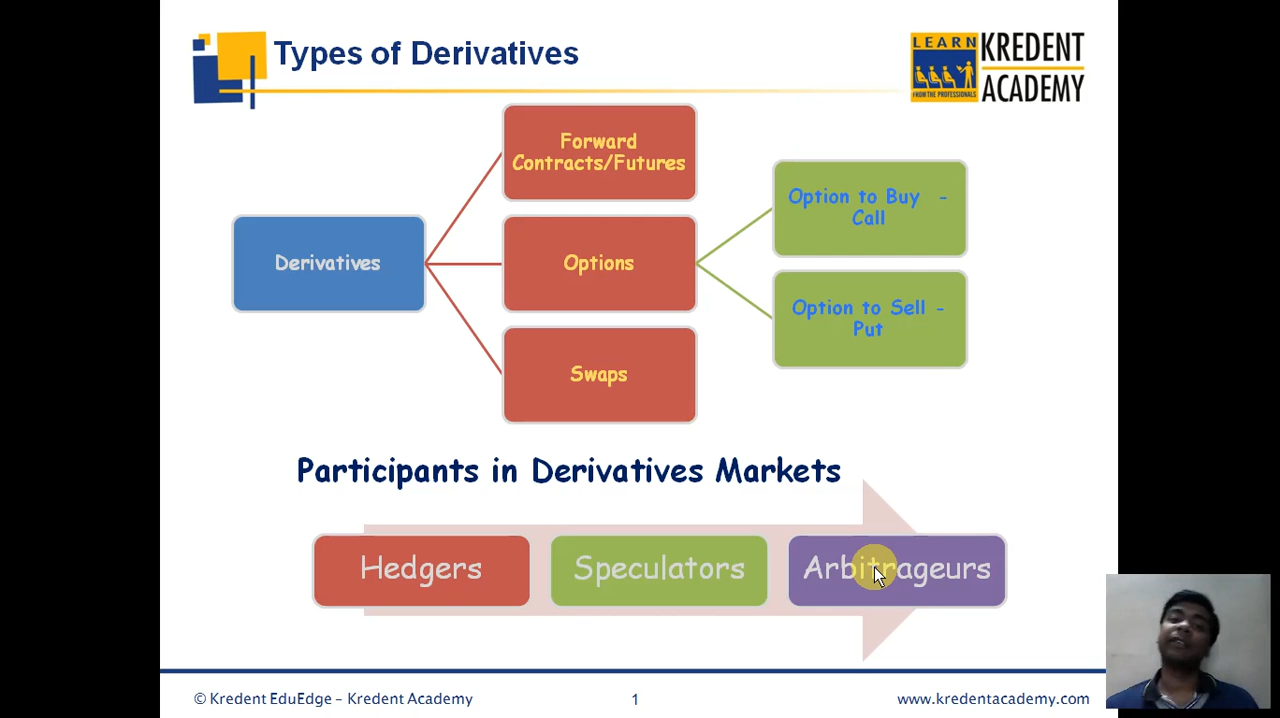 Types of Derivatives
LEARN
FROM THE PROFESSIONALS
KREDENT
ACADEMY
Derivatives
Forward
Contracts/Futures
Options
Swaps
Option to Buy -
Call
Option to Sell -
Put
Participants in Derivatives Markets
Hedgers
Speculators
Arbitrageurs
© Kredent EduEdge – Kredent Academy
1
www.kredentacademy.com